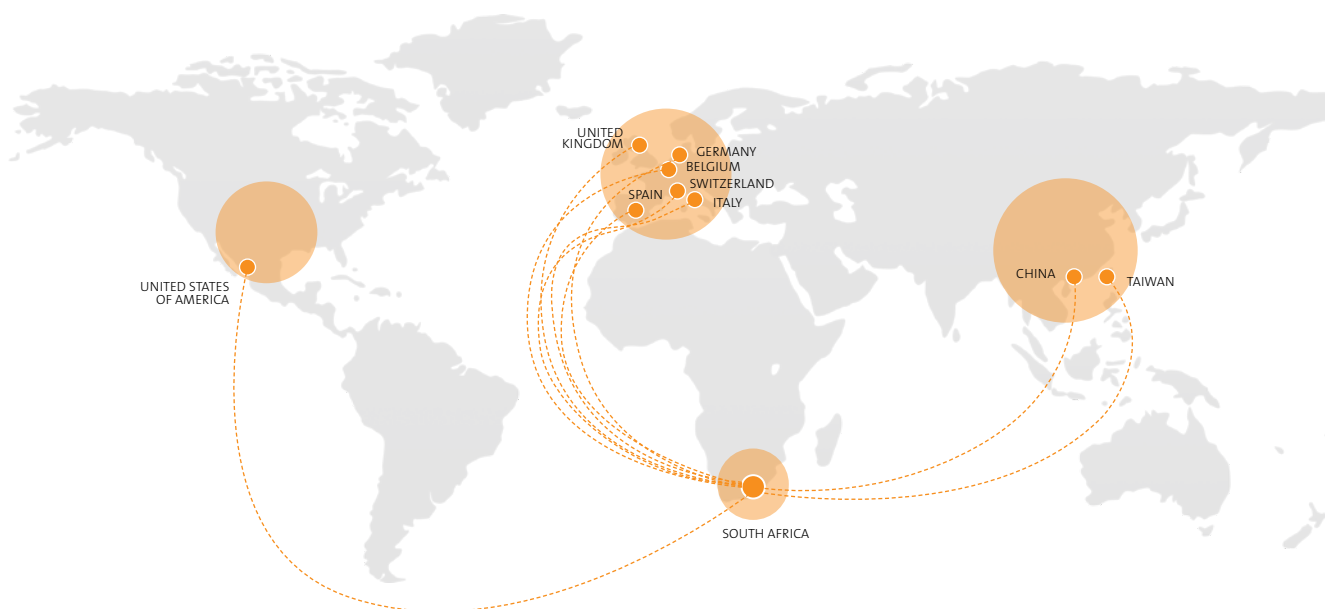 UNITED
KINGDOM
GERMANY
BELGIUM
SWITZERLAND
SPAIN
ITALY
CHINA
TAIWAN
UNITED STATES
OF AMERICA
SOUTH AFRICA